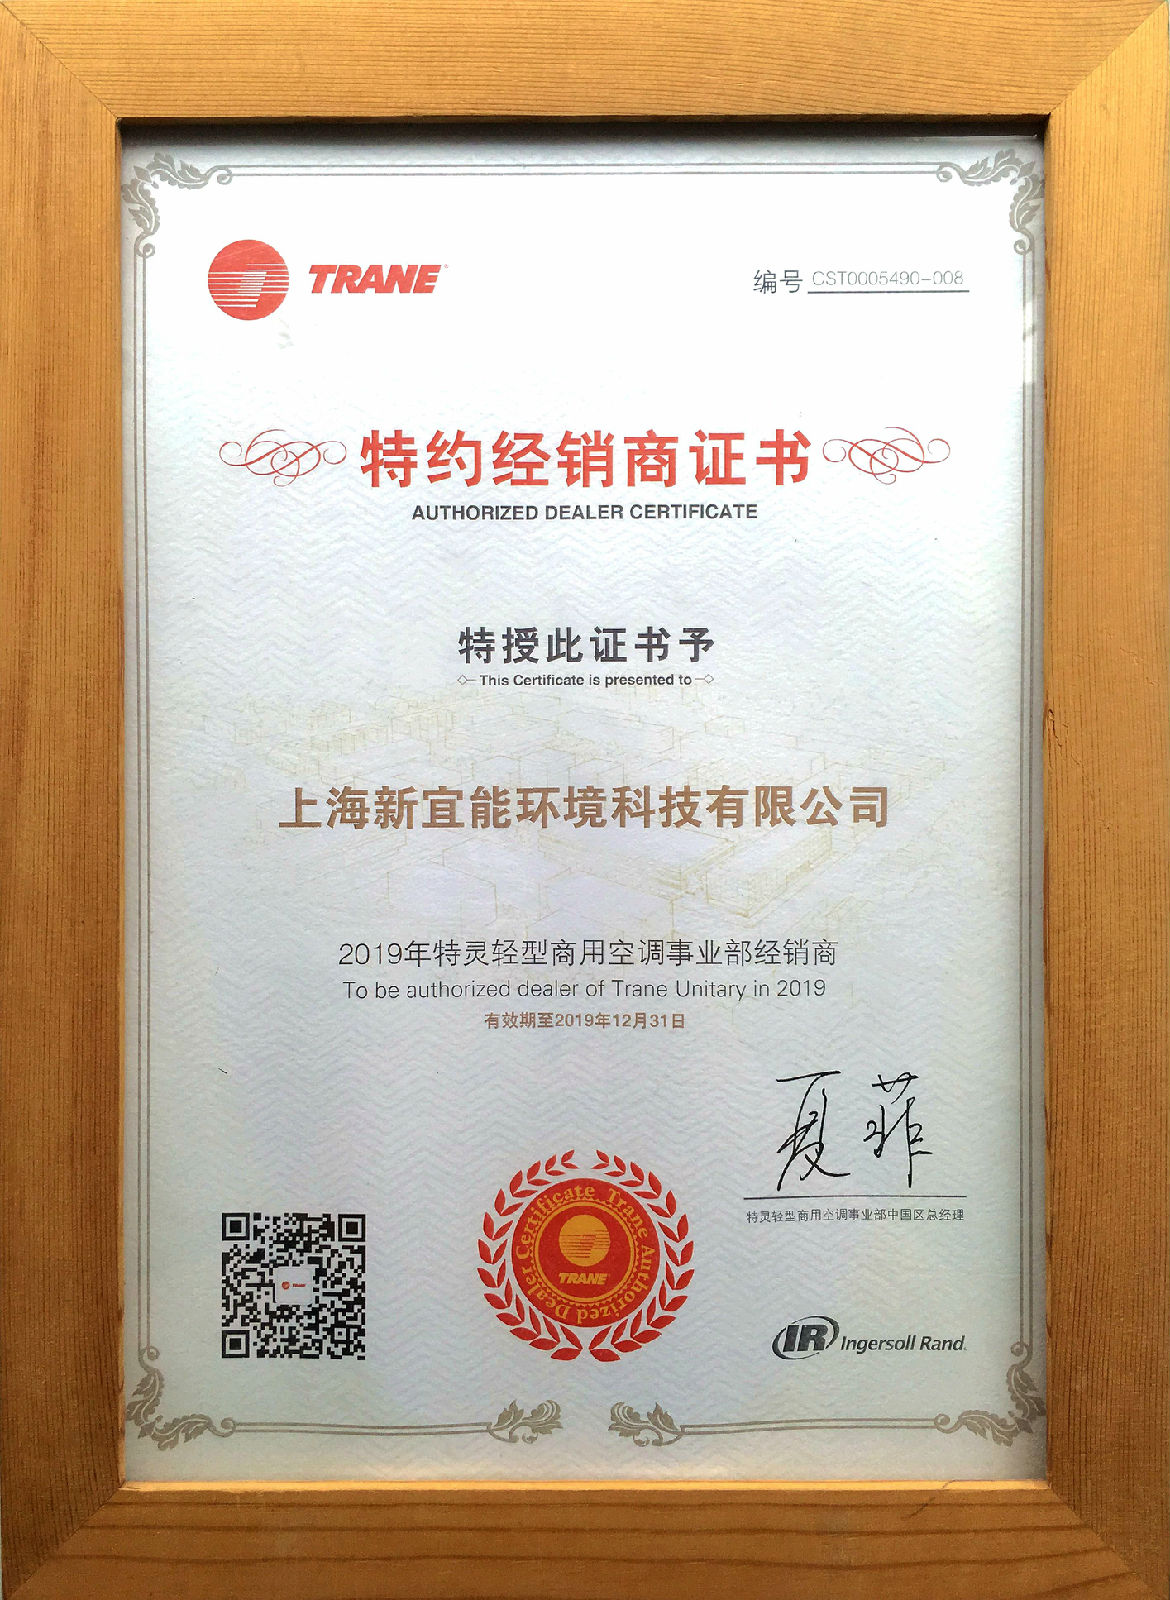 TRANE
编号 CST0005490-008
特约经销商证书
AUTHORIZED DEALER CERTIFICATE
特授此证书予
This Certificate is presented to
上海新宜能环境科技有限公司
2019年特灵轻型商用空调事业部经销商
To be authorized dealer of Trane Unitary in 2019
有效期至2019年12月31日
夏菲
特灵轻型商用空调事业部中国区总经理
Trane Authorized Dealer Certificate
TRANE
TRANE
IR Ingersoll Rand.